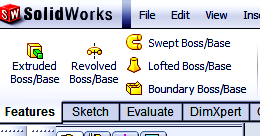 SW SolidWorks File Edit View
Extruded Boss/Base
Revolved Boss/Base
Swept Boss/Base
Lofted Boss/Base
Boundary Boss/Base
Features Sketch Evaluate DimXpert